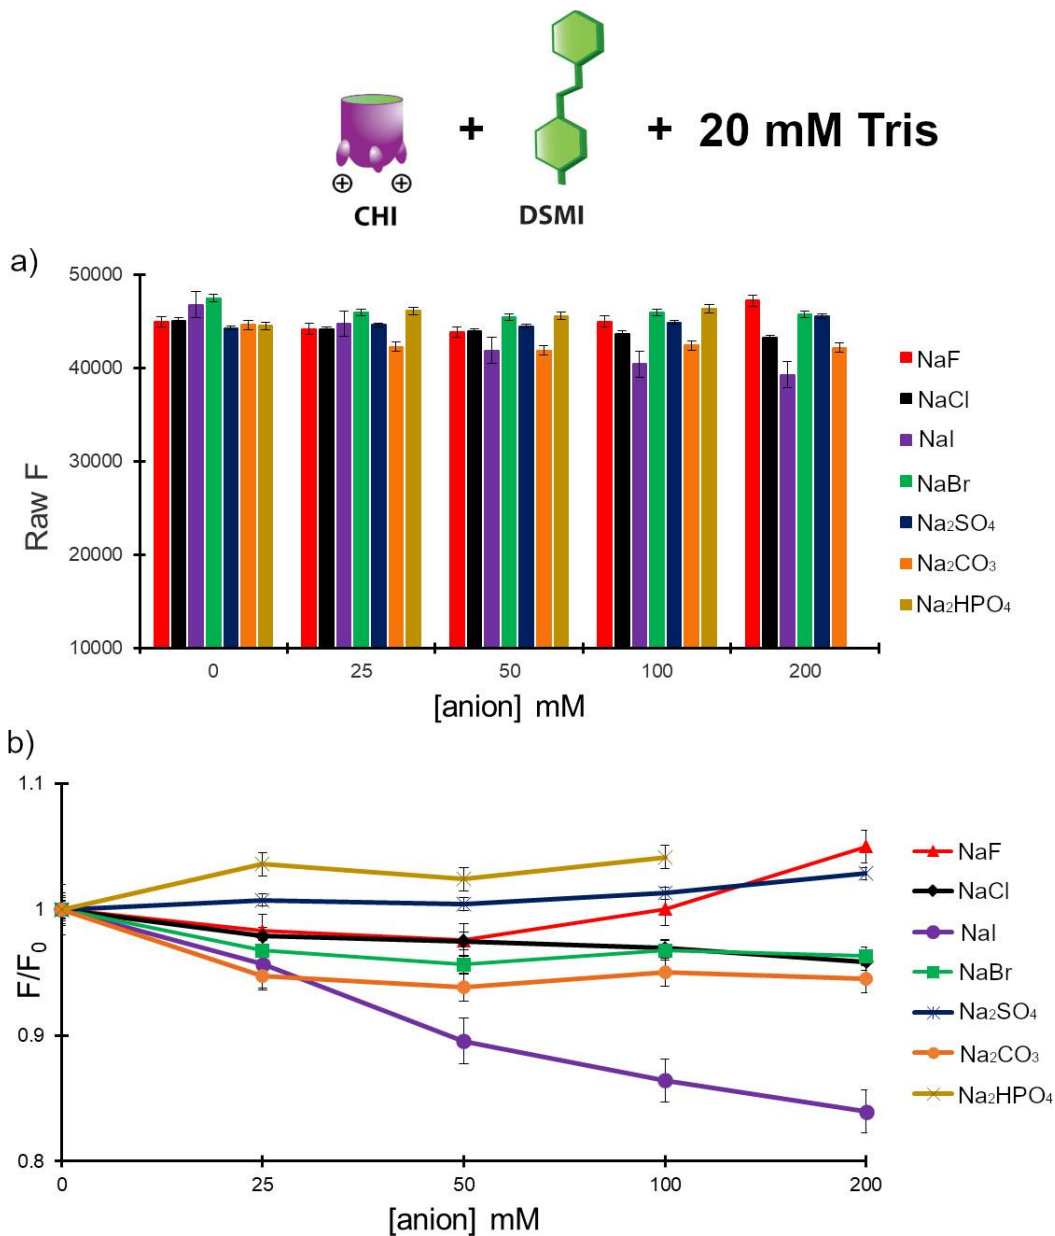 + + 20 mM Tris
⊕ ⊕
CHI DSMI
a)
50000
40000
30000
20000
10000
Raw F
0 25 50 100 200
[anion] mM
NaF
NaCl
NaI
NaBr
Na₂SO₄
Na₂CO₃
Na₂HPO₄
b)
1.1
1
0.9
0.8
F/F₀
0 25 50 100 200
[anion] mM
NaF
NaCl
NaI
NaBr
Na₂SO₄
Na₂CO₃
Na₂HPO₄